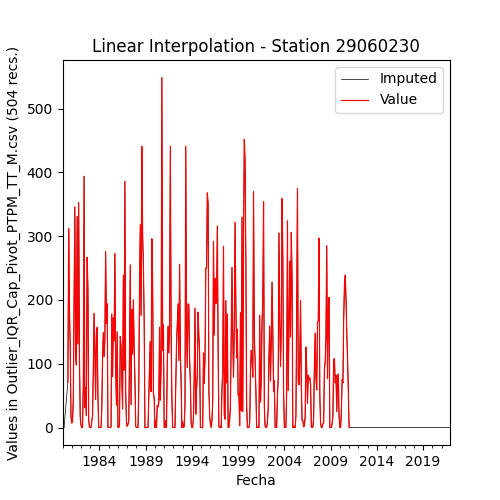 Linear Interpolation - Station 29060230
Values in Outlier_IQR_Cap_Pivot_PTPM_TT_M.csv (504 recs.)
Imputed
Value
500
400
300
200
100
0
1984 1989 1994 1999 2004 2009 2014 2019
Fecha